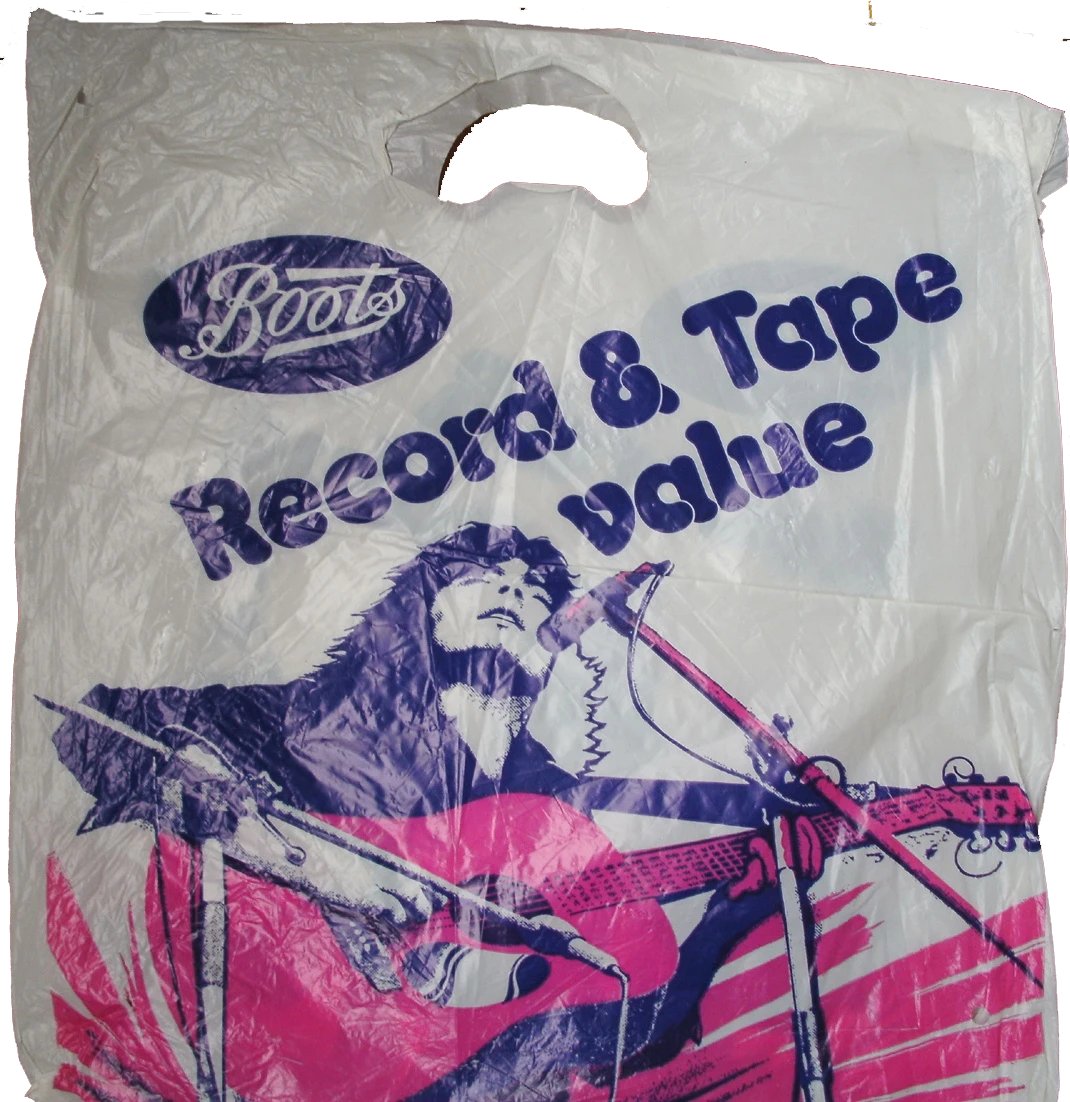 Boots
Record & Tape
value